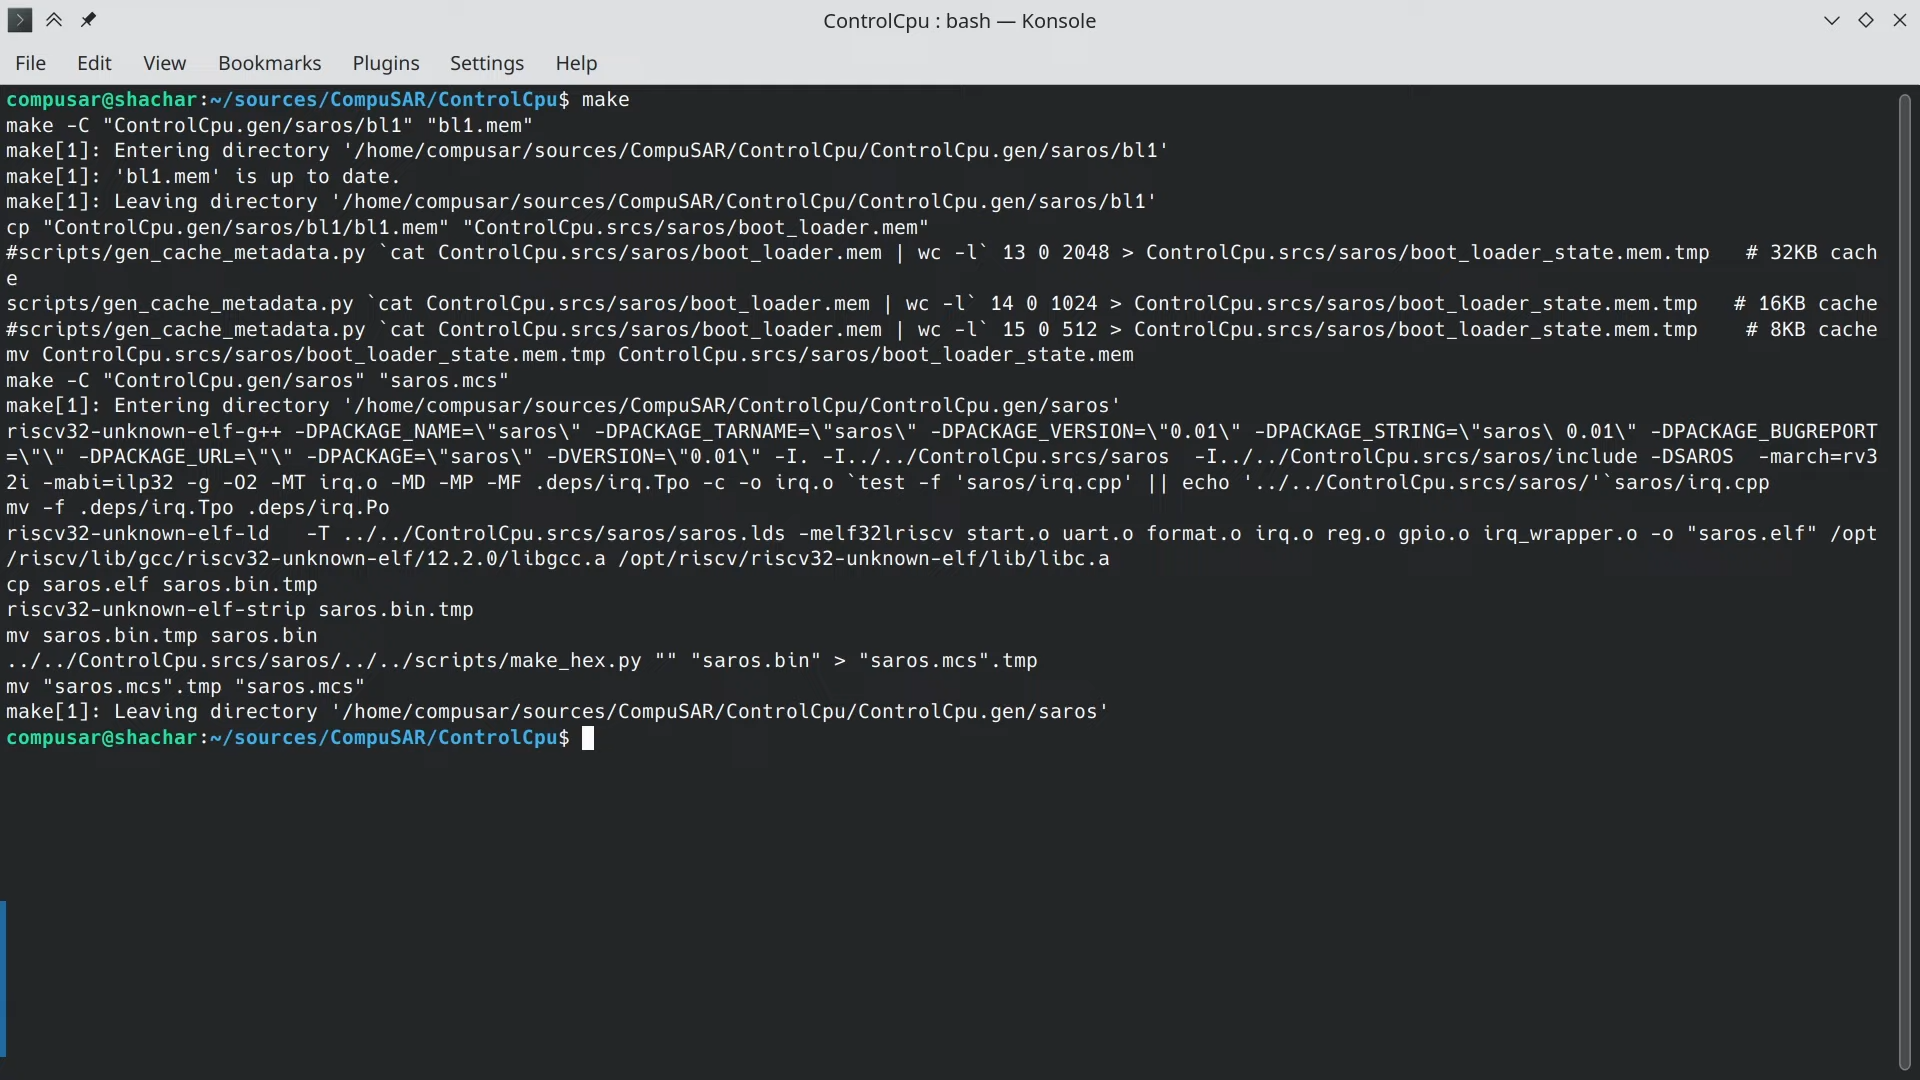 ControlCpu : bash — Konsole
File Edit View Bookmarks Plugins Settings Help
compusar@shachar:~/sources/CompuSAR/ControlCpu$ make
make -C "ControlCpu.gen/saros/bl1" "bl1.mem"
make[1]: Entering directory '/home/compusar/sources/CompuSAR/ControlCpu/ControlCpu.gen/saros/bl1'
make[1]: 'bl1.mem' is up to date.
make[1]: Leaving directory '/home/compusar/sources/CompuSAR/ControlCpu/ControlCpu.gen/saros/bl1'
cp "ControlCpu.gen/saros/bl1/bl1.mem" "ControlCpu.srcs/saros/boot_loader.mem"
#scripts/gen_cache_metadata.py `cat ControlCpu.srcs/saros/boot_loader.mem | wc -l` 13 0 2048 > ControlCpu.srcs/saros/boot_loader_state.mem.tmp   # 32KB cach
e
scripts/gen_cache_metadata.py `cat ControlCpu.srcs/saros/boot_loader.mem | wc -l` 14 0 1024 > ControlCpu.srcs/saros/boot_loader_state.mem.tmp   # 16KB cache
#scripts/gen_cache_metadata.py `cat ControlCpu.srcs/saros/boot_loader.mem | wc -l` 15 0 512 > ControlCpu.srcs/saros/boot_loader_state.mem.tmp    # 8KB cache
mv ControlCpu.srcs/saros/boot_loader_state.mem.tmp ControlCpu.srcs/saros/boot_loader_state.mem
make -C "ControlCpu.gen/saros" "saros.mcs"
make[1]: Entering directory '/home/compusar/sources/CompuSAR/ControlCpu/ControlCpu.gen/saros'
riscv32-unknown-elf-g++ -DPACKAGE_NAME=\"saros\" -DPACKAGE_TARNAME=\"saros\" -DPACKAGE_VERSION=\"0.01\" -DPACKAGE_STRING=\"saros\ 0.01\" -DPACKAGE_BUGREPORT
=\"\" -DPACKAGE_URL=\"\" -DPACKAGE=\"saros\" -DVERSION=\"0.01\" -I. -I../../ControlCpu.srcs/saros  -I../../ControlCpu.srcs/saros/include -DSAROS  -march=rv3
2i -mabi=ilp32 -g -O2 -MT irq.o -MD -MP -MF .deps/irq.Tpo -c -o irq.o `test -f 'saros/irq.cpp' || echo '../../ControlCpu.srcs/saros/'`saros/irq.cpp
mv -f .deps/irq.Tpo .deps/irq.Po
riscv32-unknown-elf-ld   -T ../../ControlCpu.srcs/saros/saros.lds -melf32lriscv start.o uart.o format.o irq.o reg.o gpio.o irq_wrapper.o -o "saros.elf" /opt
/riscv/lib/gcc/riscv32-unknown-elf/12.2.0/libgcc.a /opt/riscv/riscv32-unknown-elf/lib/libc.a
cp saros.elf saros.bin.tmp
riscv32-unknown-elf-strip saros.bin.tmp
mv saros.bin.tmp saros.bin
../../ControlCpu.srcs/saros/../../scripts/make_hex.py "" "saros.bin" > "saros.mcs".tmp
mv "saros.mcs".tmp "saros.mcs"
make[1]: Leaving directory '/home/compusar/sources/CompuSAR/ControlCpu/ControlCpu.gen/saros'
compusar@shachar:~/sources/CompuSAR/ControlCpu$